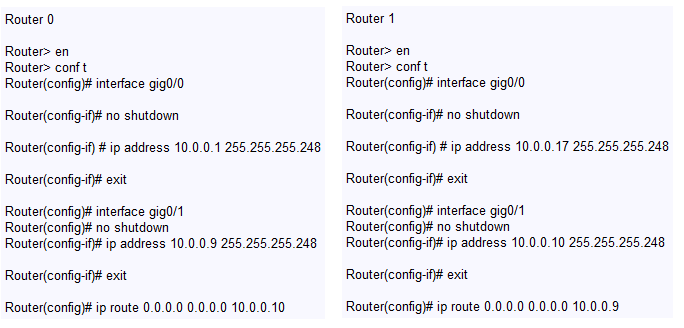 Router 0
Router> en
Router> conf t
Router(config)# interface gig0/0
Router(config-if)# no shutdown
Router(config-if) # ip address 10.0.0.1 255.255.255.248
Router(config-if)# exit
Router(config)# interface gig0/1
Router(config)# no shutdown
Router(config-if)# ip address 10.0.0.9 255.255.255.248
Router(config-if)# exit
Router(config)# ip route 0.0.0.0 0.0.0.0 10.0.0.10
Router 1
Router> en
Router> conf t
Router(config)# interface gig0/0
Router(config-if)# no shutdown
Router(config-if) # ip address 10.0.0.17 255.255.255.248
Router(config-if)# exit
Router(config)# interface gig0/1
Router(config)# no shutdown
Router(config-if)# ip address 10.0.0.10 255.255.255.248
Router(config-if)# exit
Router(config)# ip route 0.0.0.0 0.0.0.0 10.0.0.9